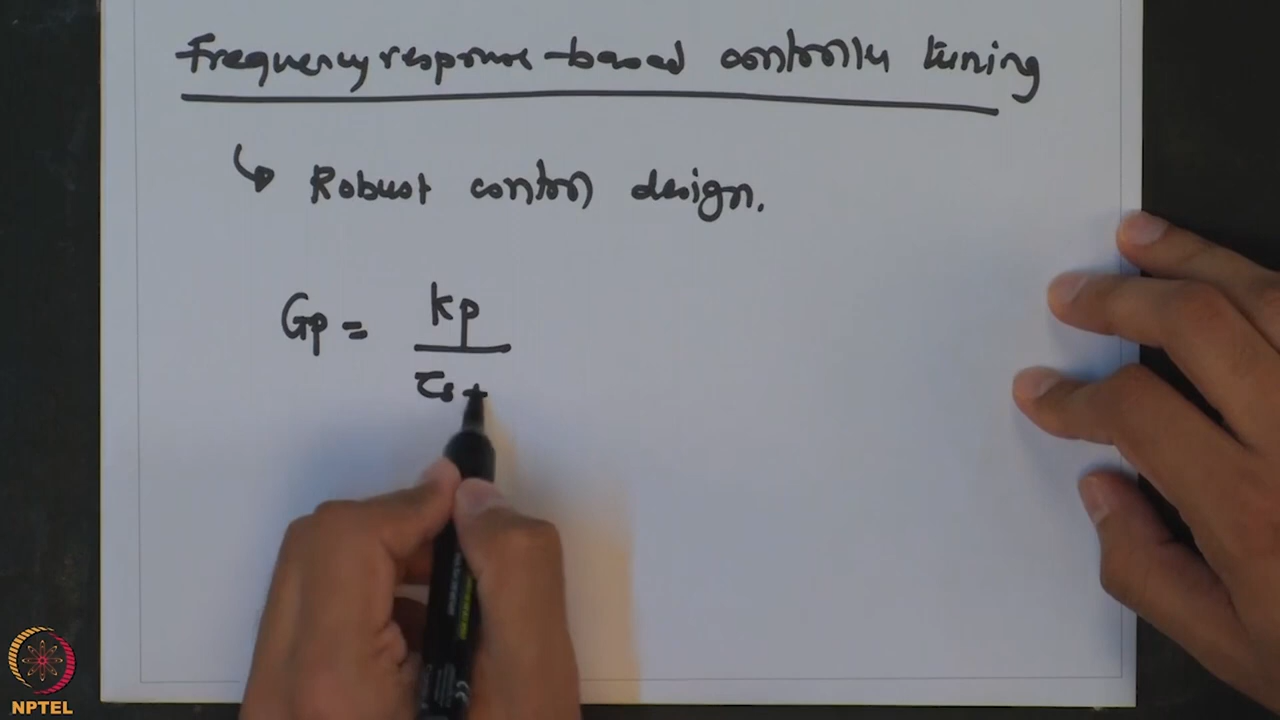 Frequency response-based controller tuning
↳ Robust control design.
Gp = kp
τs +
NPTEL